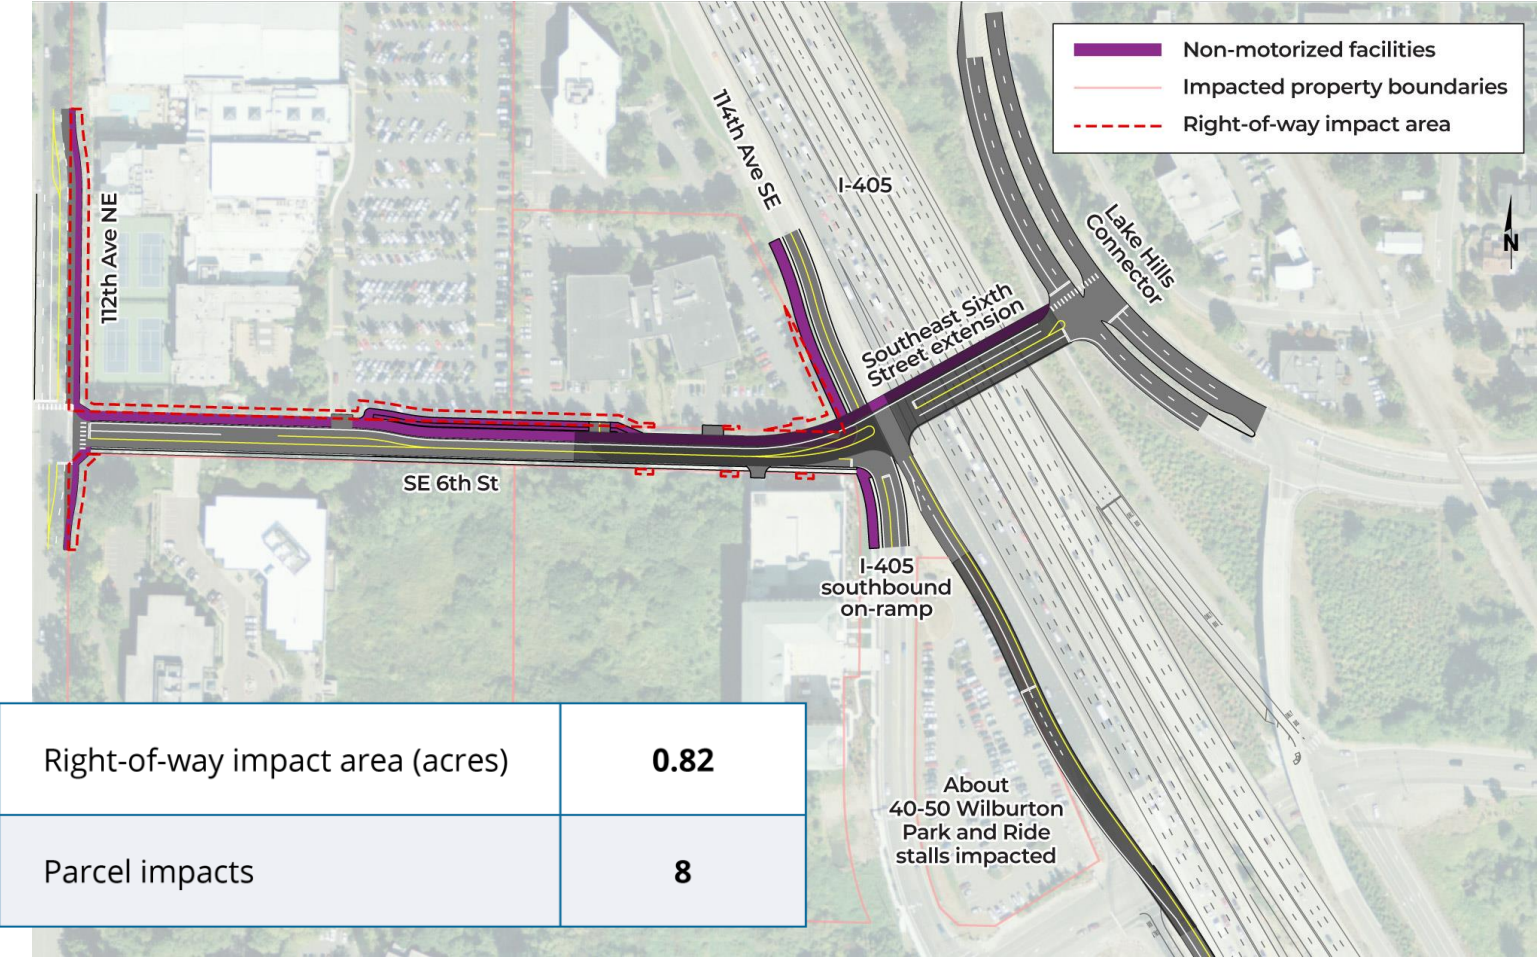 Non-motorized facilities
Impacted property boundaries
Right-of-way impact area
N
112th Ave NE
114th Ave SE
I-405
Lake Hills
Connector
Southeast Sixth
Street extension
SE 6th St
I-405
southbound
on-ramp
About
40-50 Wilburton
Park and Ride
stalls impacted
Right-of-way impact area (acres) 0.82
Parcel impacts 8